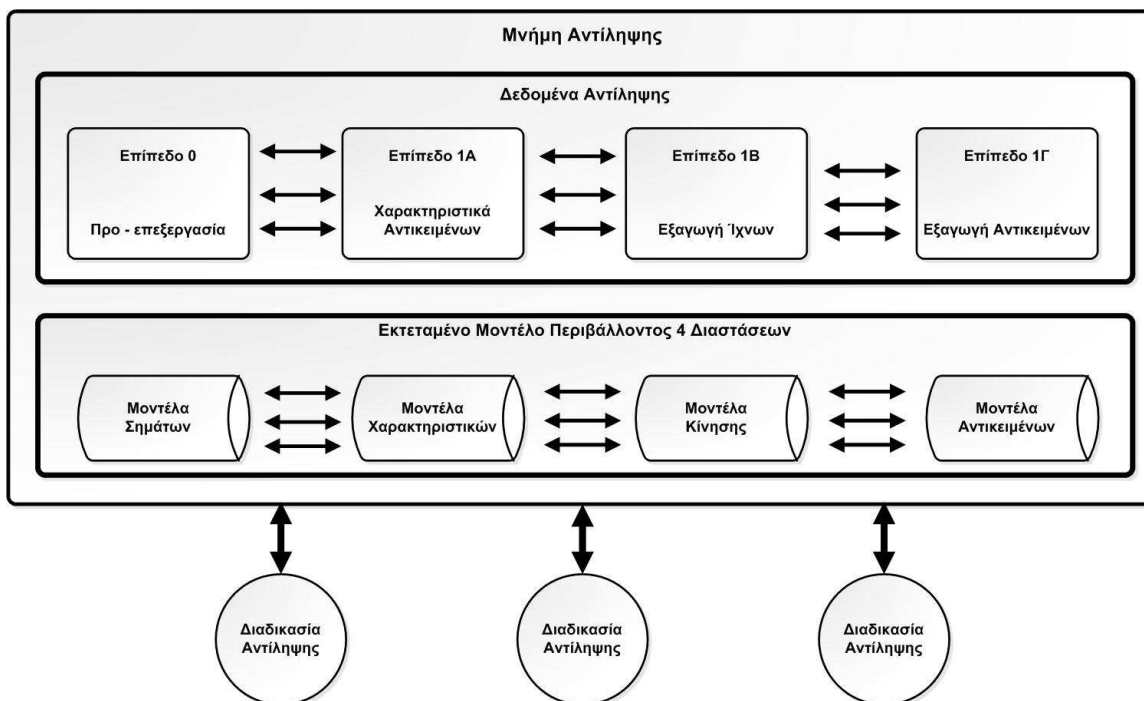 Μνήμη Αντίληψης
Δεδομένα Αντίληψης
Επίπεδο 0
Προ - επεξεργασία
Επίπεδο 1Α
Χαρακτηριστικά
Αντικειμένων
Επίπεδο 1Β
Εξαγωγή Ίχνων
Επίπεδο 1Γ
Εξαγωγή Αντικειμένων
Εκτεταμένο Μοντέλο Περιβάλλοντος 4 Διαστάσεων
Μοντέλα
Σημάτων
Μοντέλα
Χαρακτηριστικών
Μοντέλα
Κίνησης
Μοντέλα
Αντικειμένων
Διαδικασία
Αντίληψης
Διαδικασία
Αντίληψης
Διαδικασία
Αντίληψης